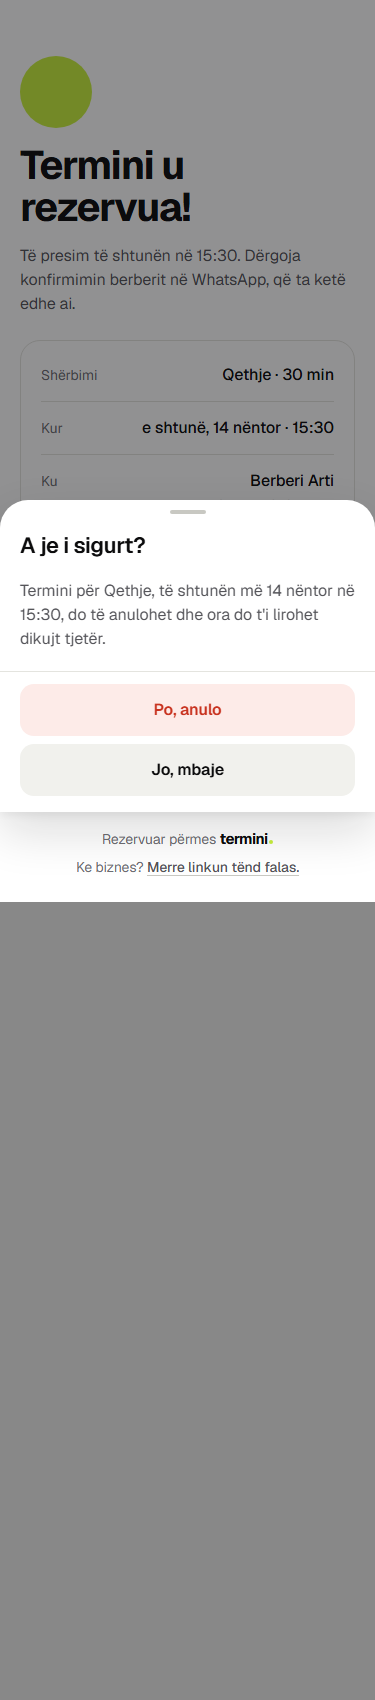 Termini u
rezervua!
Të presim të shtunën në 15:30. Dërgoja
konfirmimin berberit në WhatsApp, që ta ketë
edhe ai.
Shërbimi Qethje · 30 min
Kur e shtunë, 14 nëntor · 15:30
Ku Berberi Arti
A je i sigurt?
Termini për Qethje, të shtunën më 14 nëntor në
15:30, do të anulohet dhe ora do t'i lirohet
dikujt tjetër.
Po, anulo
Jo, mbaje
Rezervuar përmes termini.
Ke biznes? Merre linkun tënd falas.